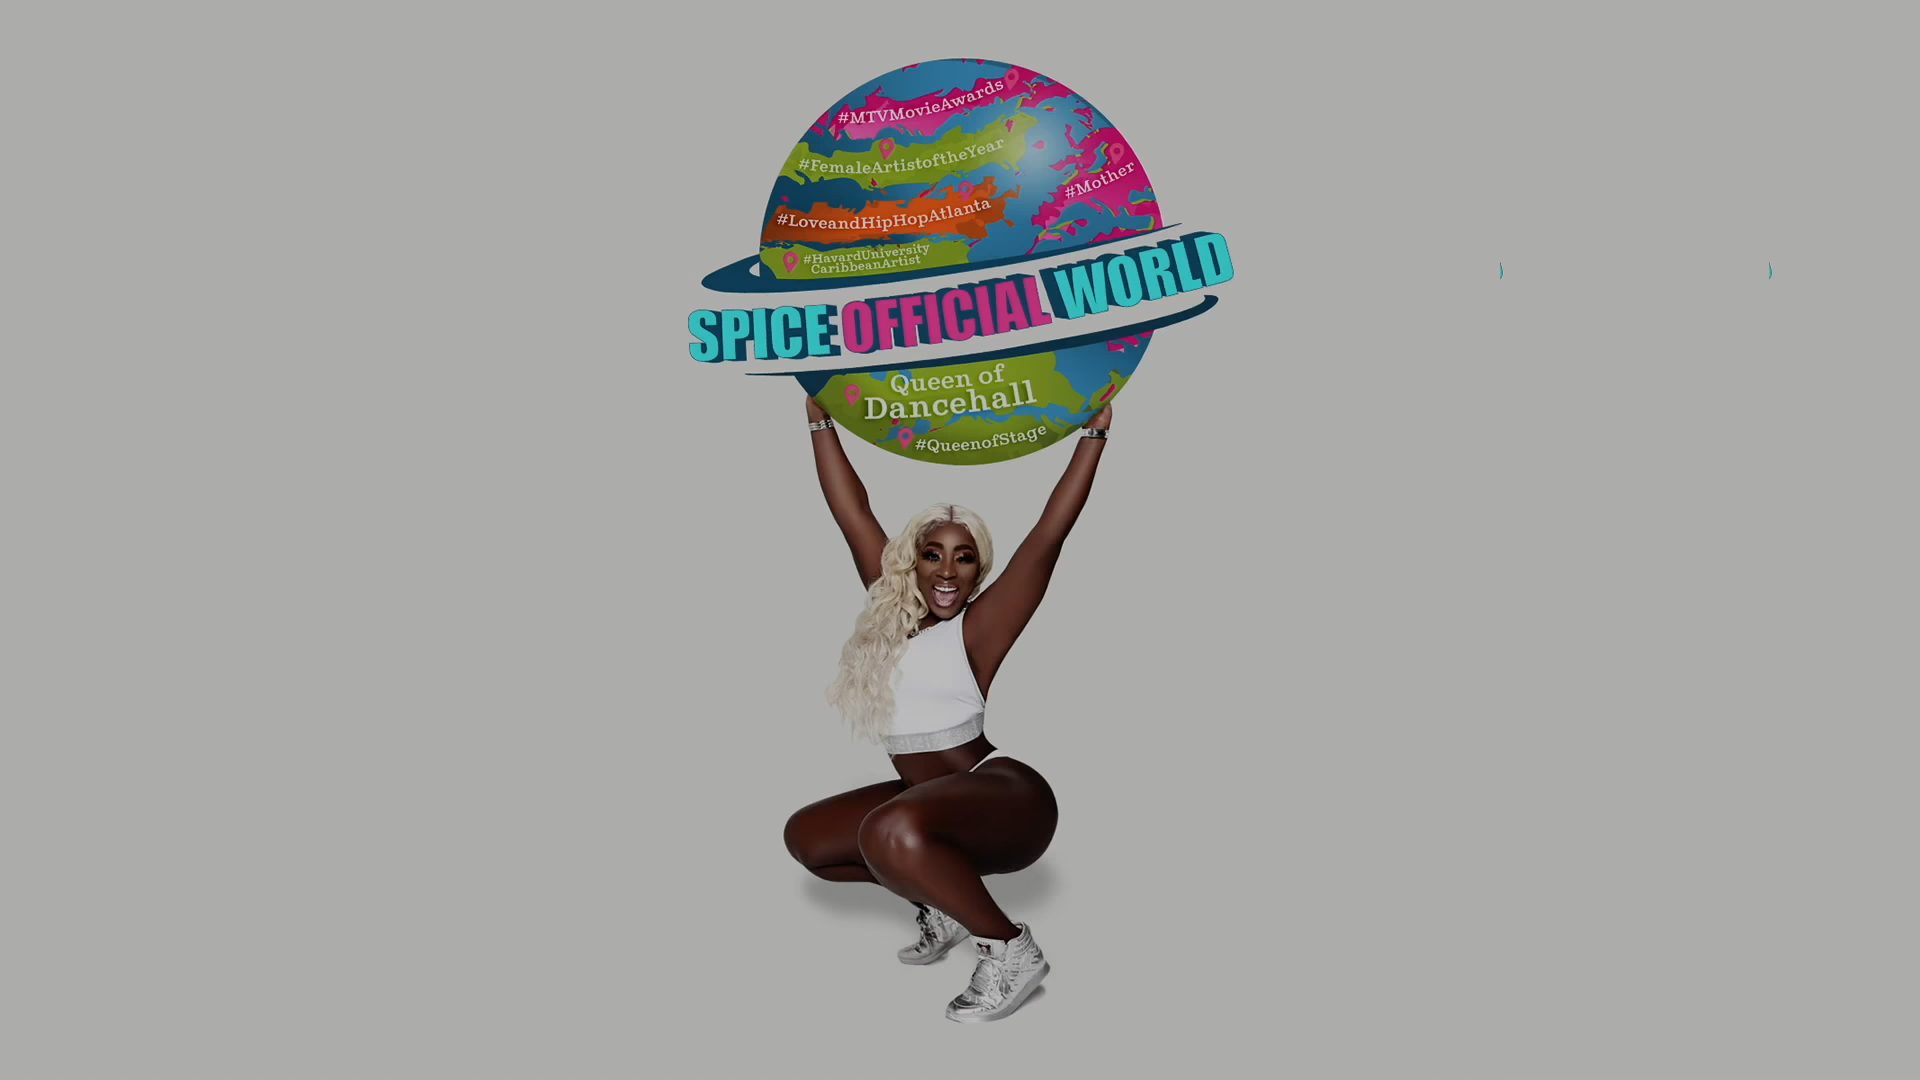 #MTVMovieAwards
#FemaleArtistoftheYear
#Mother
#LoveandHipHopAtlanta
#HavardUniversity
CaribbeanArtist
SPICE OFFICIAL WORLD
Queen of
Dancehall
#QueenofStage